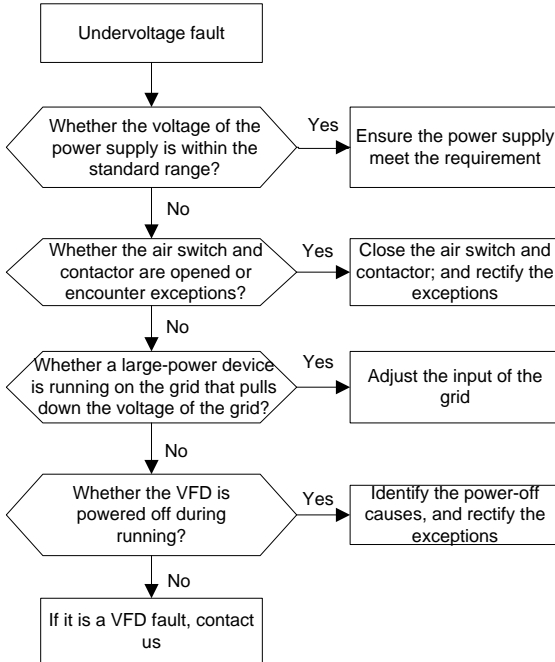 Undervoltage fault
Whether the voltage of the
power supply is within the
standard range?
Yes
Ensure the power supply
meet the requirement
No
Whether the air switch and
contactor are opened or
encounter exceptions?
Yes
Close the air switch and
contactor; and rectify the
exceptions
No
Whether a large-power device
is running on the grid that pulls
down the voltage of the grid?
Yes
Adjust the input of the
grid
No
Whether the VFD is
powered off during
running?
Yes
Identify the power-off
causes, and rectify the
exceptions
No
If it is a VFD fault, contact
us